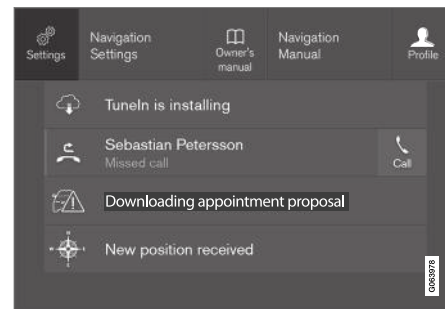 Settings
Navigation
Settings
Owner's
manual
Navigation
Manual
Profile
TuneIn is installing
Sebastian Petersson
Missed call
Call
Downloading appointment proposal
New position received
G063978